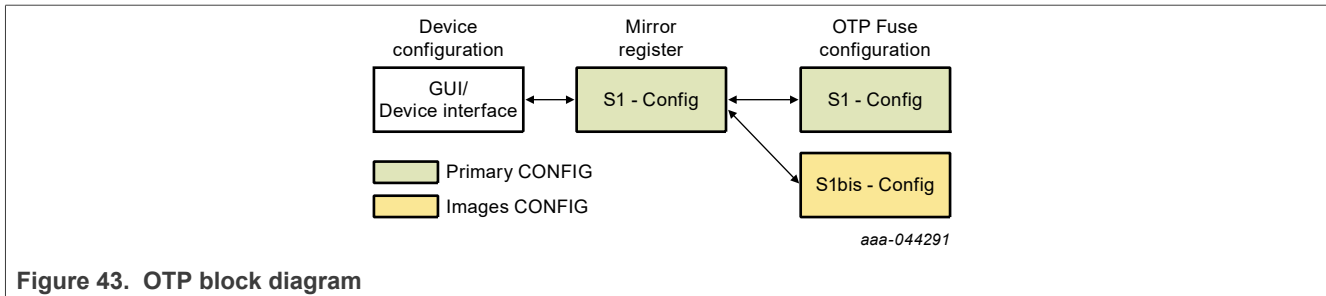 Device
configuration
Mirror
register
OTP Fuse
configuration
GUI/
Device interface
S1 - Config
S1 - Config
S1bis - Config
Primary CONFIG
Images CONFIG
aaa-044291
Figure 43. OTP block diagram